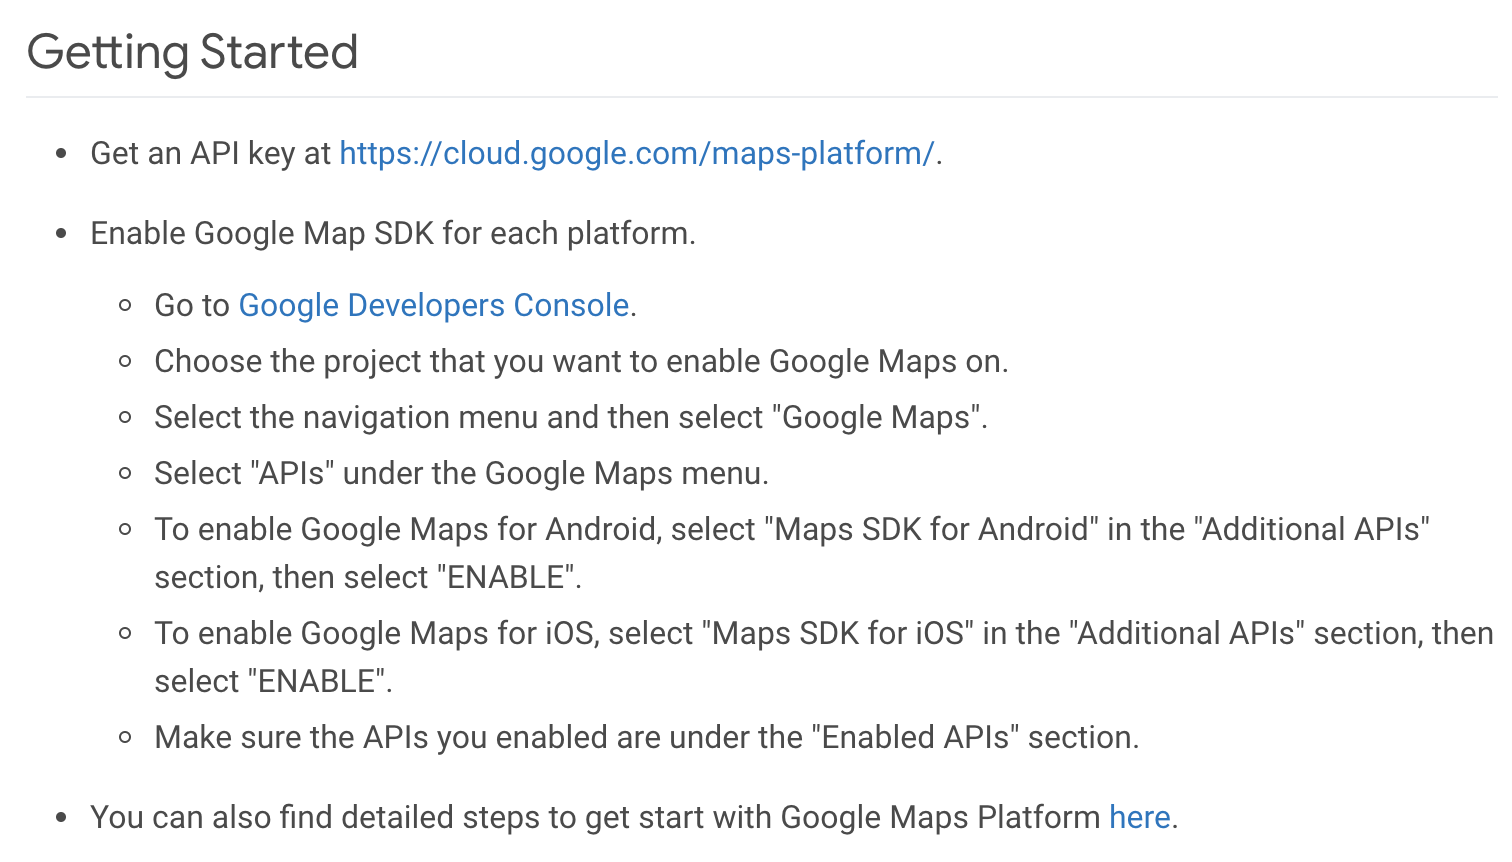 Getting Started
Get an API key at https://cloud.google.com/maps-platform/.
Enable Google Map SDK for each platform.
Go to Google Developers Console.
Choose the project that you want to enable Google Maps on.
Select the navigation menu and then select "Google Maps".
Select "APIs" under the Google Maps menu.
To enable Google Maps for Android, select "Maps SDK for Android" in the "Additional APIs"
section, then select "ENABLE".
To enable Google Maps for iOS, select "Maps SDK for iOS" in the "Additional APIs" section, then
select "ENABLE".
Make sure the APIs you enabled are under the "Enabled APIs" section.
You can also find detailed steps to get start with Google Maps Platform here.